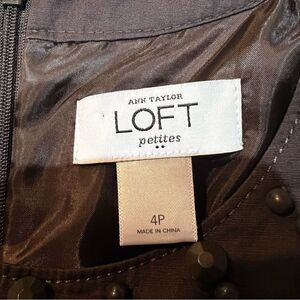 ANN TAYLOR
LOFT
petites
4P
MADE IN CHINA